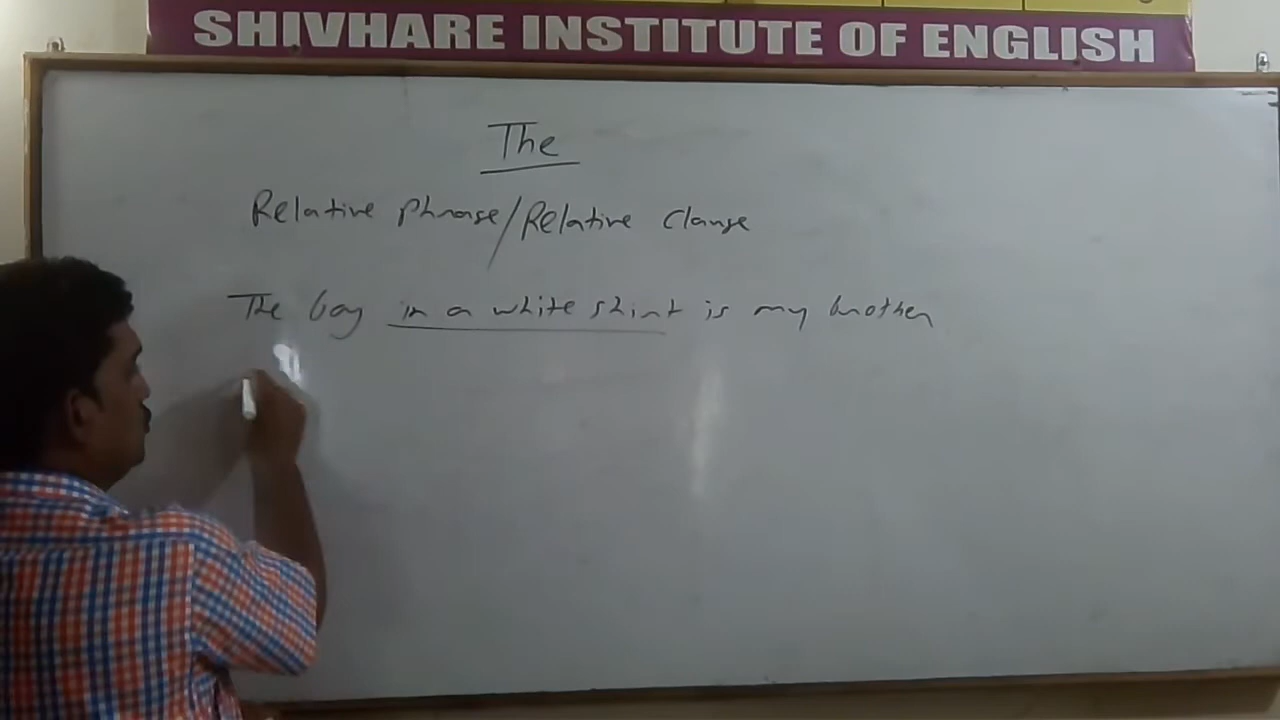 SHIVHARE INSTITUTE OF ENGLISH
The
Relative Phrase/Relative Clause
The boy in a white shirt is my brother